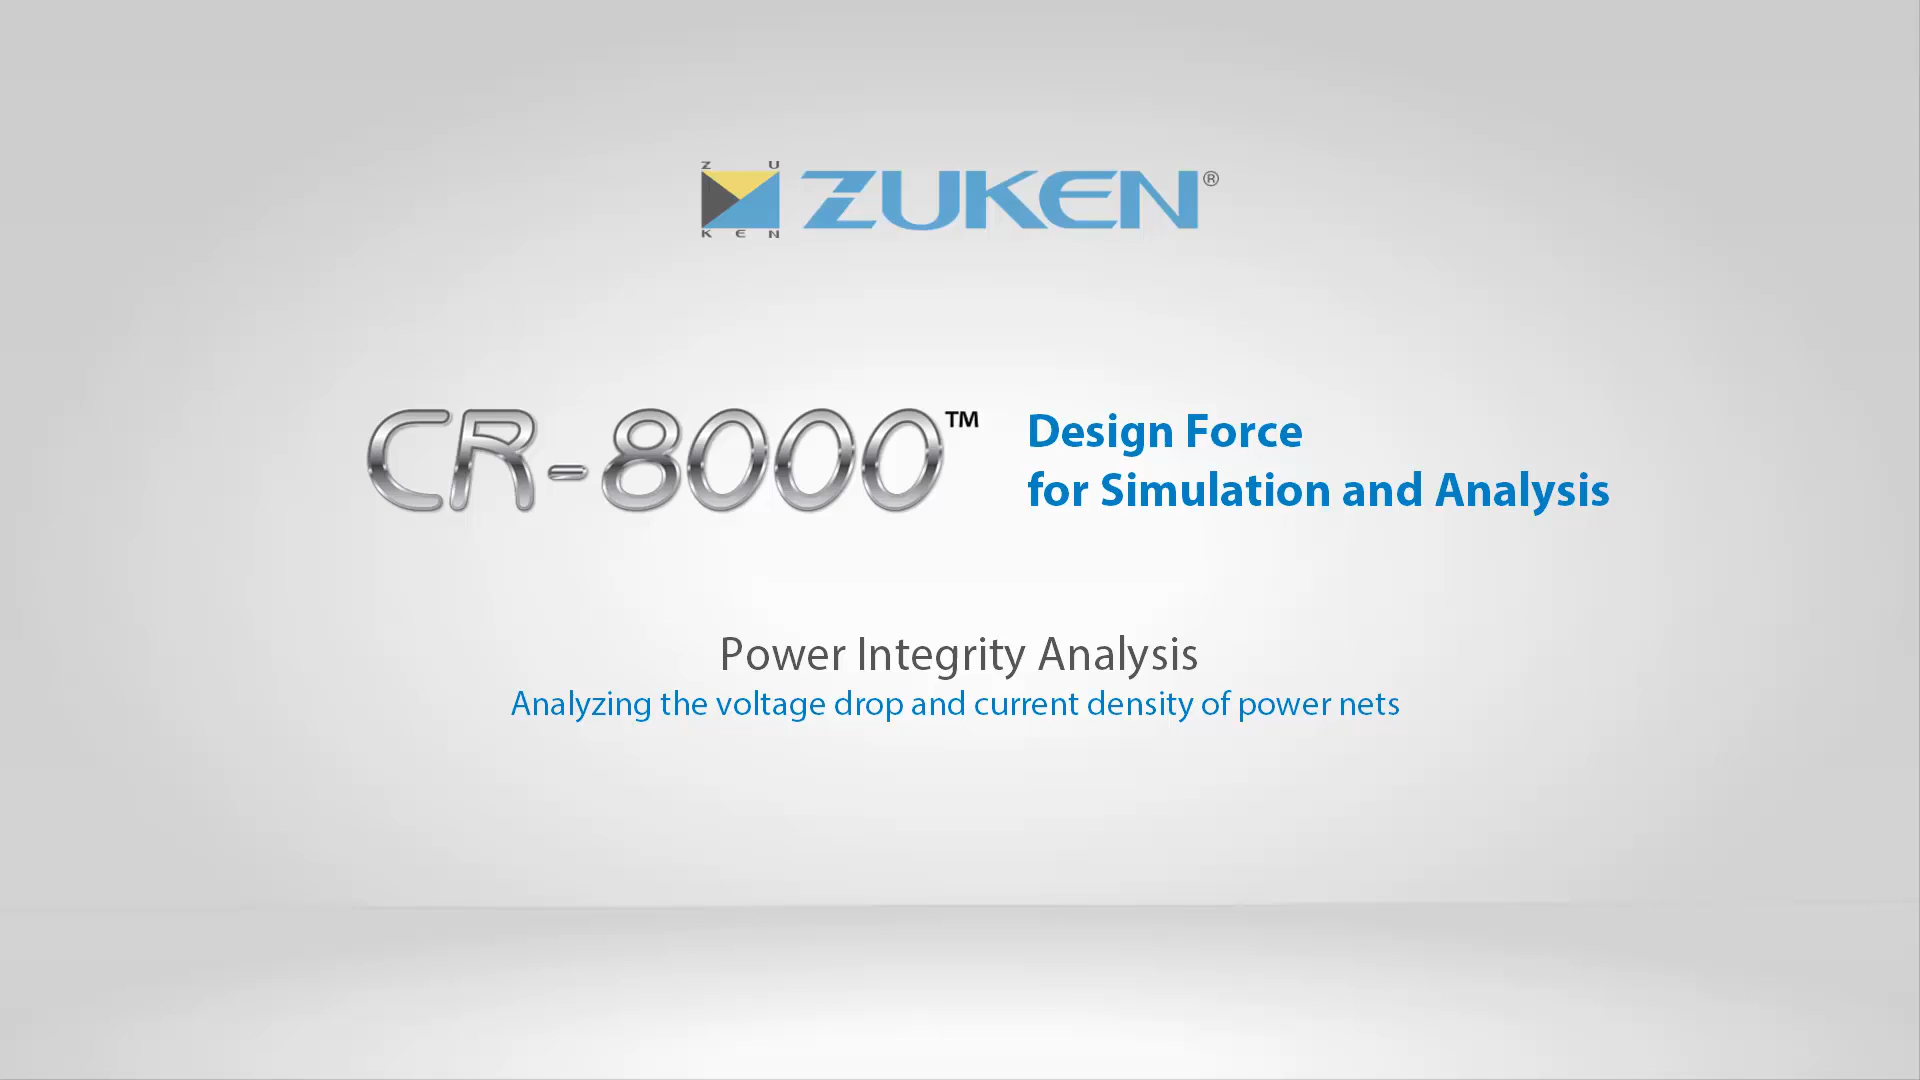 Z U
K E N
ZUKEN®
CR-8000™
Design Force
for Simulation and Analysis
Power Integrity Analysis
Analyzing the voltage drop and current density of power nets